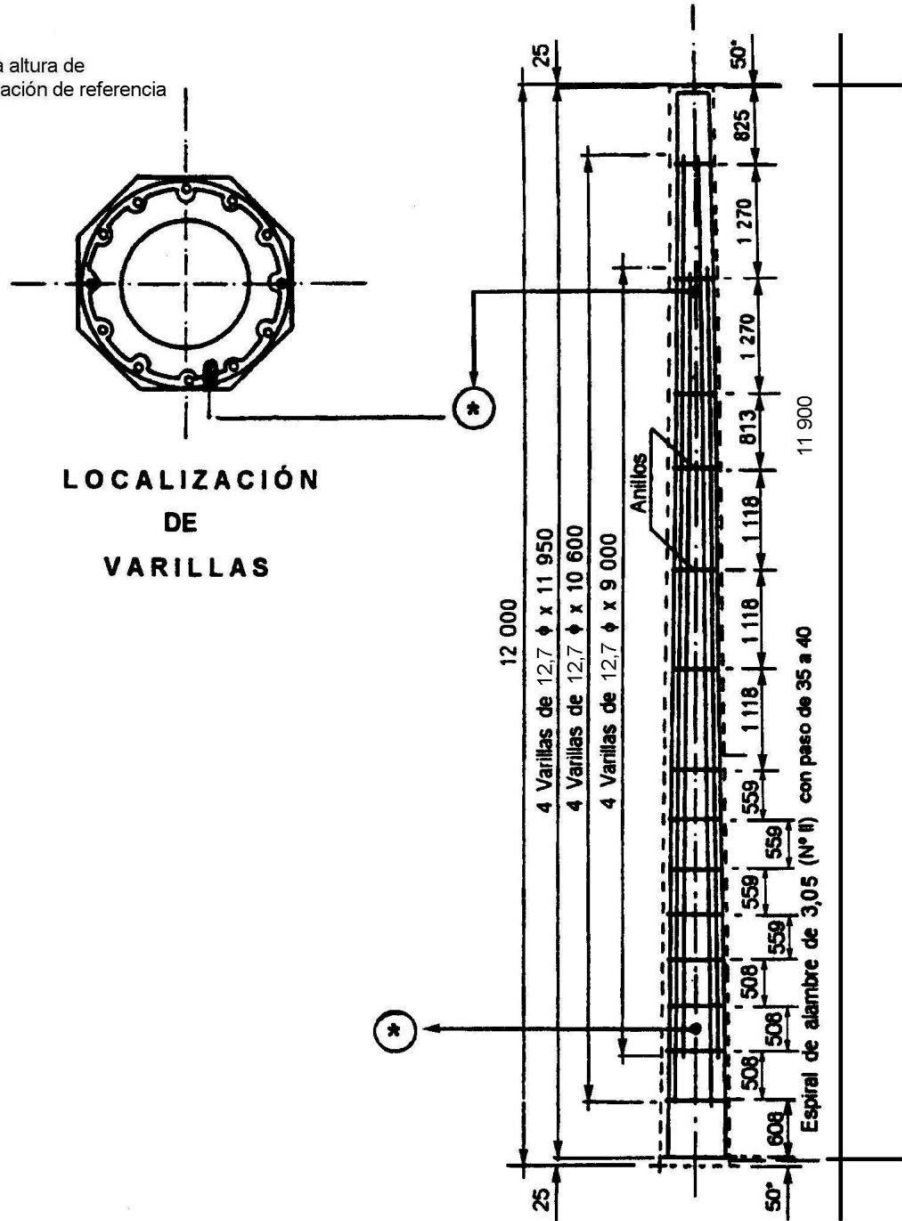 a altura de
ación de referencia
LOCALIZACIÓN
DE
VARILLAS
*
*
25
12 000
4 Varillas de 12,7 ϕ x 11 950
4 Varillas de 12,7 ϕ x 10 600
4 Varillas de 12,7 ϕ x 9 000
Anillos
25
50*
825
1 270
1 270
813
1 118
1 118
1 118
559
559
559
559
508
508
508
608
50*
11 900
Espiral de alambre de 3,05 (Nº II) con paso de 35 a 40